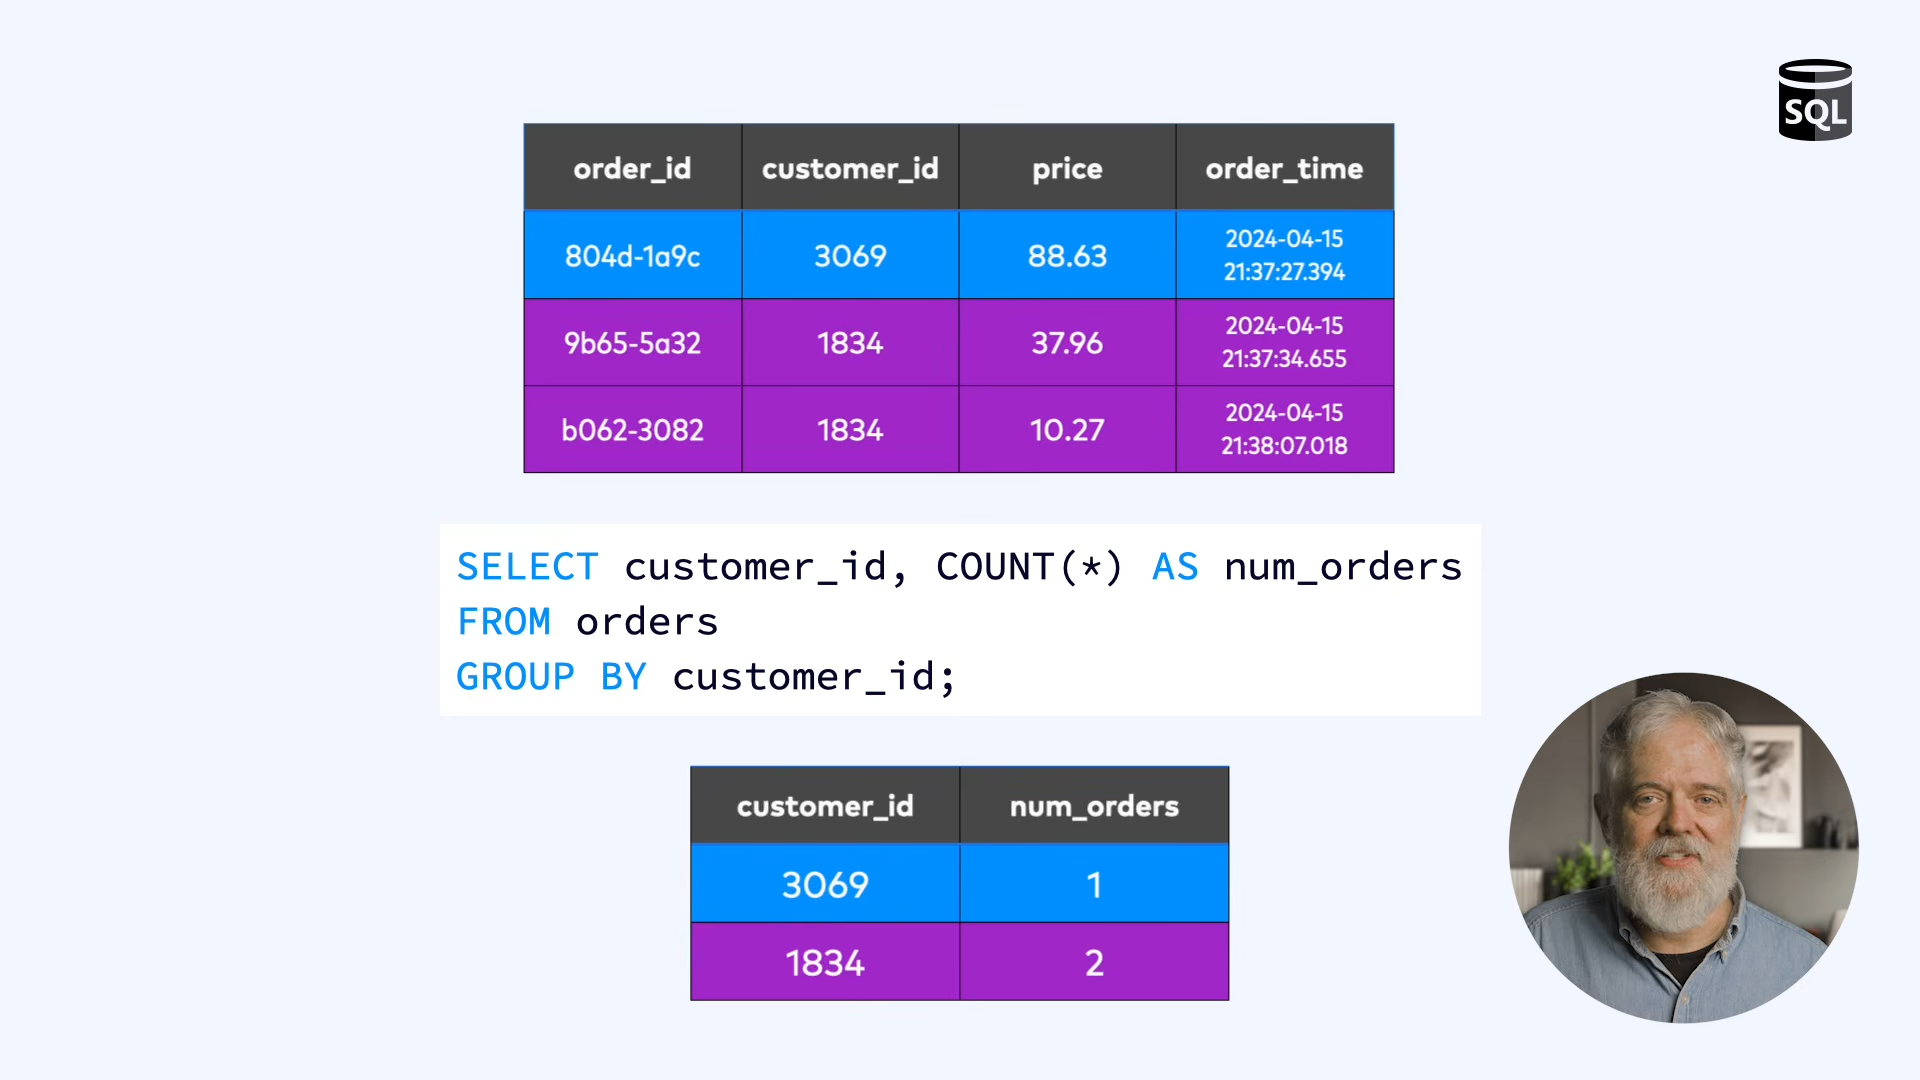 SQL
order_id customer_id price order_time
804d-1a9c 3069 88.63 2024-04-15
21:37:27.394
9b65-5a32 1834 37.96 2024-04-15
21:37:34.655
b062-3082 1834 10.27 2024-04-15
21:38:07.018
SELECT customer_id, COUNT(*) AS num_orders
FROM orders
GROUP BY customer_id;
customer_id num_orders
3069 1
1834 2